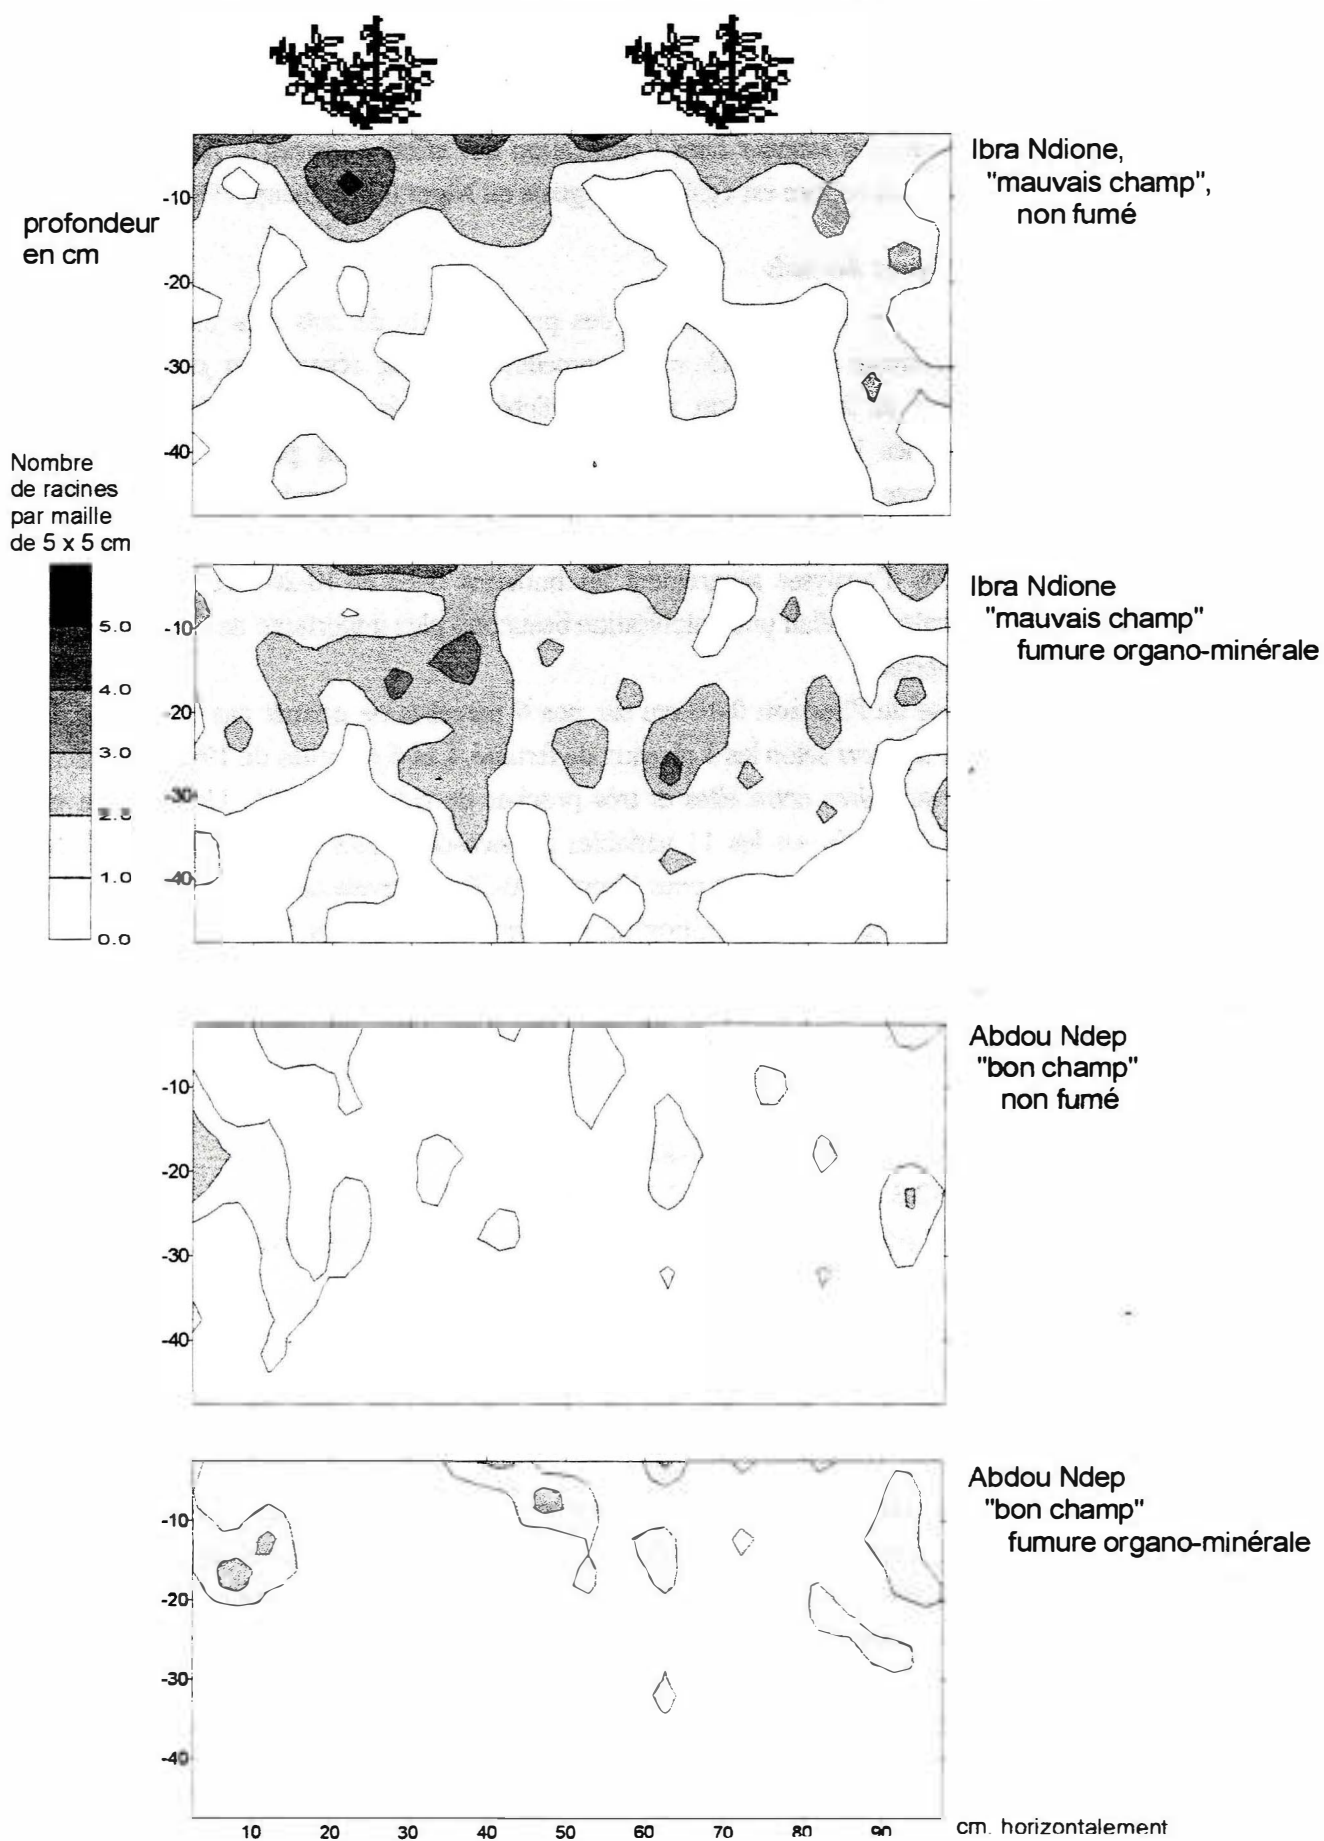 Ibra Ndione,
"mauvais champ",
non fumé
profondeur
en cm
-10
-20
-30
-40
Nombre
de racines
par maille
de 5 x 5 cm
5.0
4.0
3.0
1.0
0.0
Ibra Ndione
"mauvais champ"
fumure organo-minérale
-10
-20
-30
-40
Abdou Ndep
"bon champ"
non fumé
-10
-20
-30
-40
Abdou Ndep
"bon champ"
fumure organo-minérale
-10
-20
-30
-40
10 20 30 40 50 60 70 80 90 cm. horizontalement